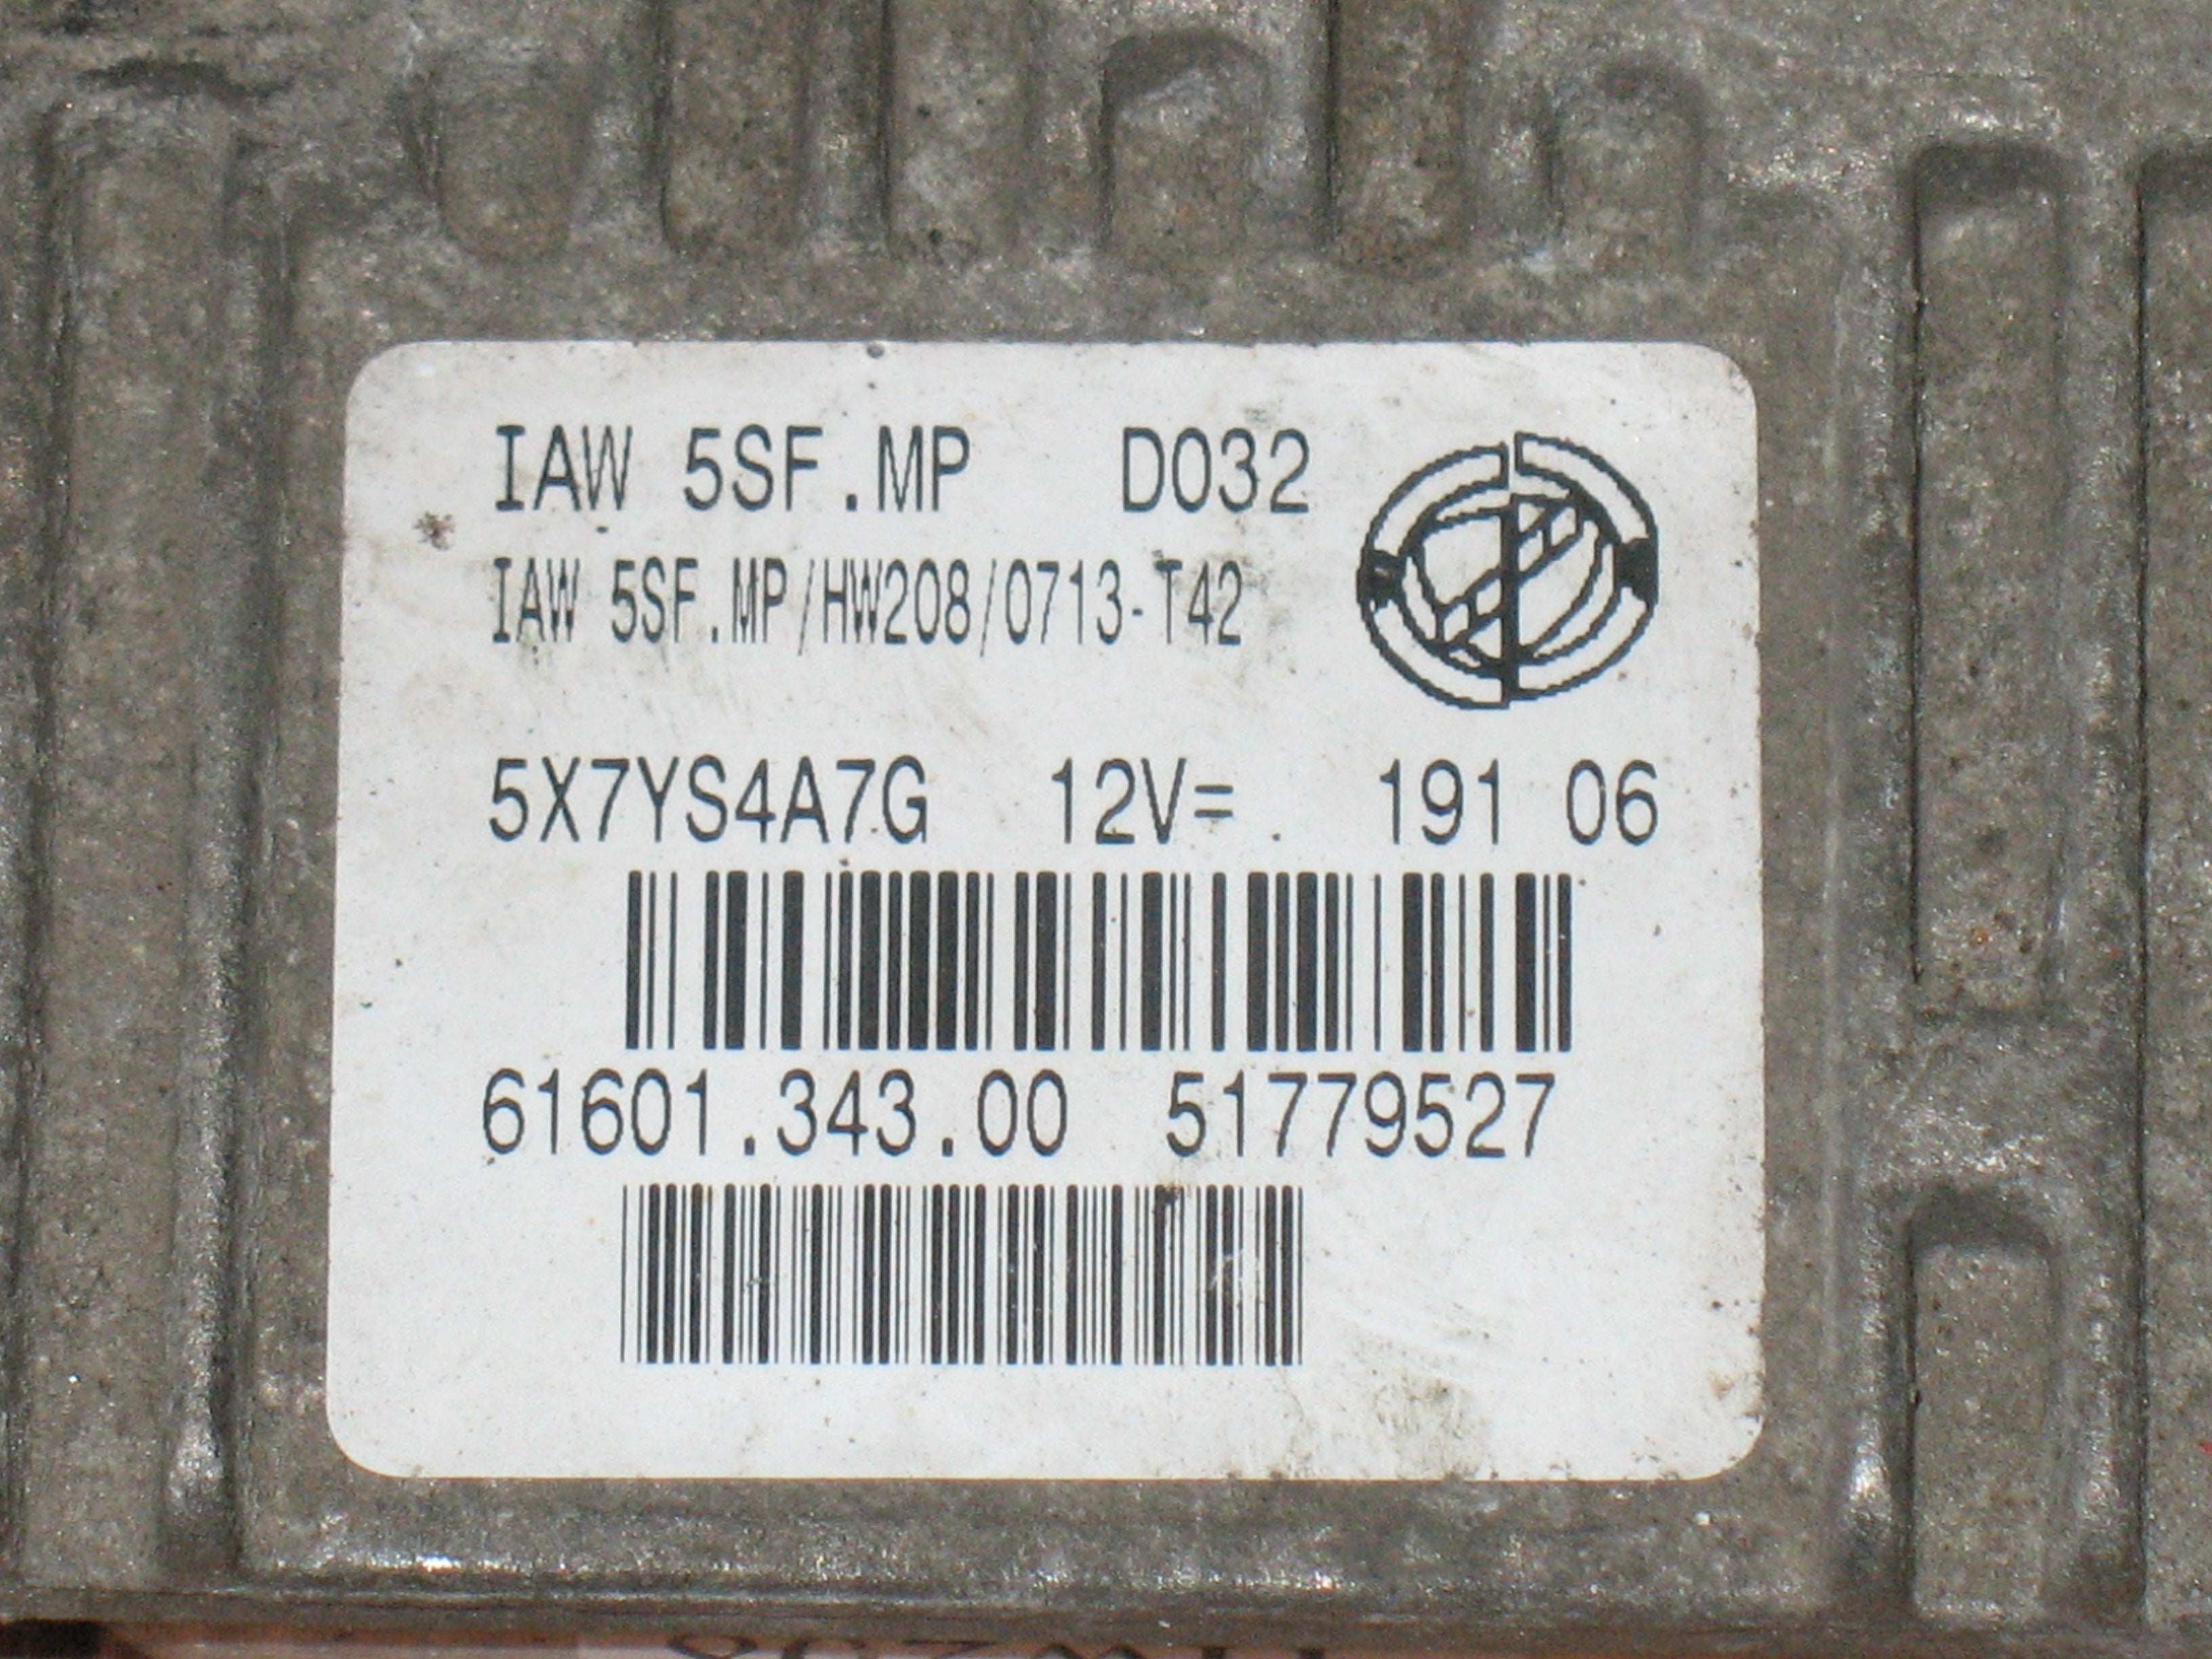 IAW 5SF.MP D032
IAW 5SF.MP/HW208/0713-T42
5X7YS4A7G 12V= 191 06
61601.343.00 51779527